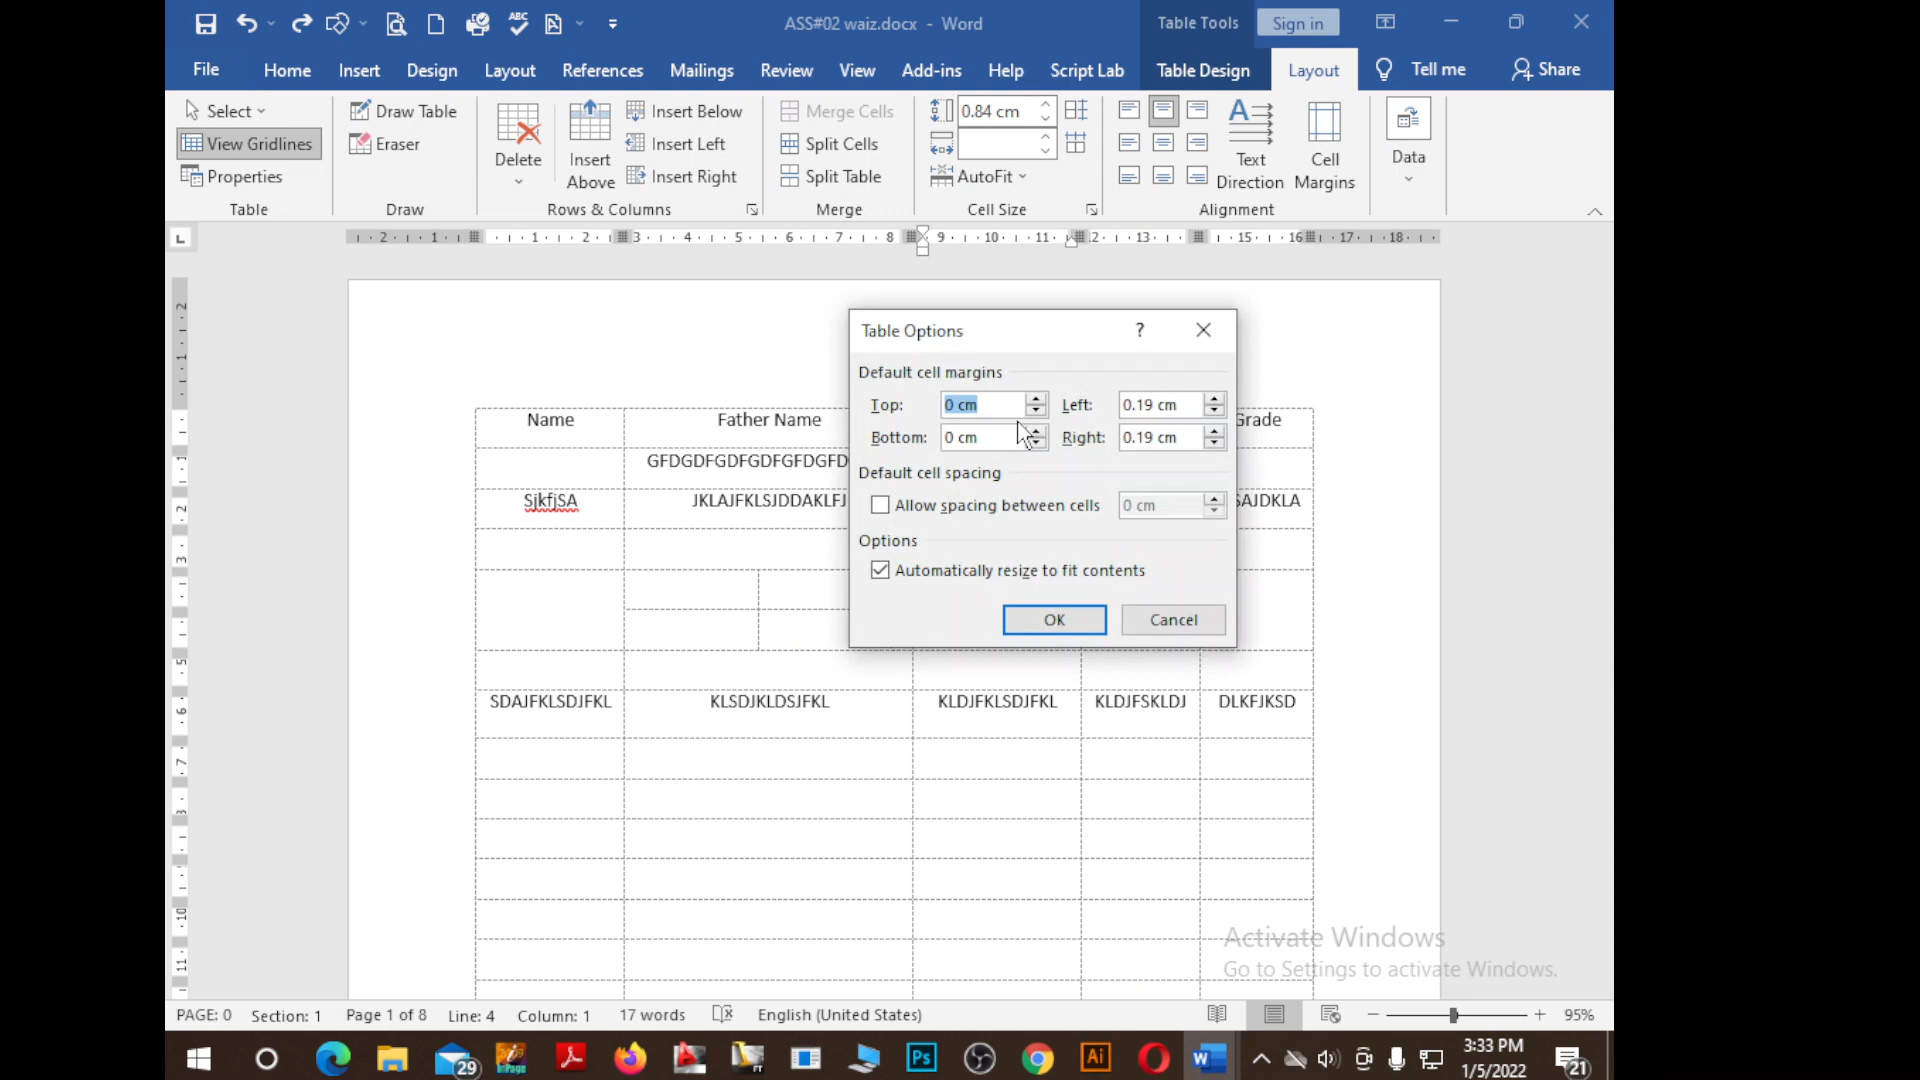 ASS#02 waiz.docx - Word
Table Tools
Sign in
File Home Insert Design Layout References Mailings Review View Add-ins Help Script Lab Table Design Layout Tell me Share
Select
View Gridlines
Properties
Table
Draw Table
Eraser
Draw
Delete
Insert Above
Insert Below
Insert Left
Insert Right
Rows & Columns
Merge Cells
Split Cells
Split Table
Merge
0.84 cm
AutoFit
Cell Size
Text Direction
Cell Margins
Alignment
Data
Table Options
Default cell margins
Top: 0 cm Left: 0.19 cm
Bottom: 0 cm Right: 0.19 cm
Default cell spacing
Allow spacing between cells 0 cm
Options
Automatically resize to fit contents
OK Cancel
Name Father Name Grade
GFDGDFGDFGDFGFDGFD
SjkfjSA JKLAJFKLSJDDAKLFJ SAJDKLA
SDAJFKLSDJFKL KLSDJKLDSJFKL KLDJFKLSDJFKL KLDJFSKLDJ DLKFJKSD
Activate Windows
Go to Settings to activate Windows.
PAGE: 0 Section: 1 Page 1 of 8 Line: 4 Column: 1 17 words English (United States) 95%
29
Ps
Ai
3:33 PM
1/5/2022
21